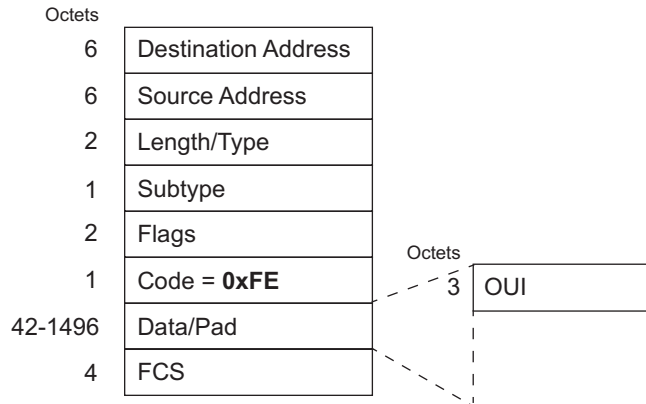 Octets
6 Destination Address
6 Source Address
2 Length/Type
1 Subtype
2 Flags
1 Code = 0xFE
42-1496 Data/Pad
4 FCS
Octets
3 OUI